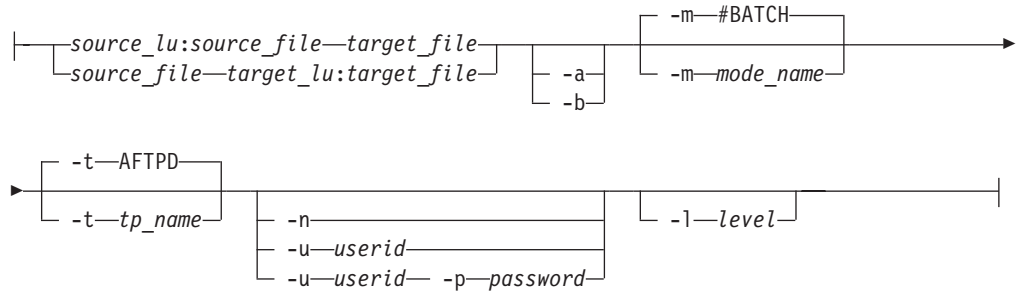 -m #BATCH
source_lu:source_file target_file
source_file target_lu:target_file -a -m mode_name
-b
-t AFTPD
-t tp_name -n -l level
-u userid
-u userid -p password